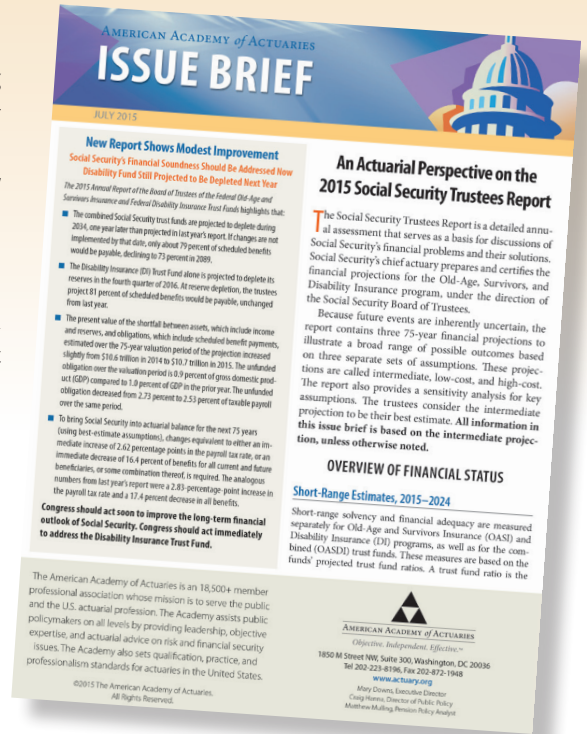 AMERICAN ACADEMY of ACTUARIES
ISSUE BRIEF
JULY 2015
New Report Shows Modest Improvement
Social Security's Financial Soundness Should Be Addressed Now
Disability Fund Still Projected to Be Depleted Next Year
The 2015 Annual Report of the Board of Trustees of the Federal Old-Age and
Survivors Insurance and Federal Disability Insurance Trust Funds highlights that:
■ The combined Social Security trust funds are projected to deplete during
2034, one year later than projected in last year's report. If changes are not
implemented by that date, only about 79 percent of scheduled benefits
would be payable, declining to 73 percent in 2089.
■ The Disability Insurance (DI) Trust Fund alone is projected to deplete its
reserves in the fourth quarter of 2016. At reserve depletion, the trustees
project 81 percent of scheduled benefits would be payable, unchanged
from last year.
■ The present value of the shortfall between assets, which include income
and reserves, and obligations, which include scheduled benefit payments,
estimated over the 75-year valuation period of the projection increased
slightly from $10.6 trillion in 2014 to $10.7 trillion in 2015. The unfunded
obligation over the valuation period is 0.9 percent of gross domestic prod-
uct (GDP) compared to 1.0 percent of GDP in the prior year. The unfunded
obligation decreased from 2.73 percent to 2.53 percent of taxable payroll
over the same period.
■ To bring Social Security into actuarial balance for the next 75 years
(using best-estimate assumptions), changes equivalent to either an im-
mediate increase of 2.62 percentage points in the payroll tax rate, or an
immediate decrease of 16.4 percent of benefits for all current and future
beneficiaries, or some combination thereof, is required. The analogous
numbers from last year's report were a 2.83-percentage-point increase in
the payroll tax rate and a 17.4 percent decrease in all benefits.
Congress should act soon to improve the long-term financial
outlook of Social Security. Congress should act immediately
to address the Disability Insurance Trust Fund.
An Actuarial Perspective on the
2015 Social Security Trustees Report
The Social Security Trustees Report is a detailed annu-
al assessment that serves as a basis for discussions of
Social Security's financial problems and their solutions.
Social Security's chief actuary prepares and certifies the
financial projections for the Old-Age, Survivors, and
Disability Insurance program, under the direction of
the Social Security Board of Trustees.
Because future events are inherently uncertain, the
report contains three 75-year financial projections to
illustrate a broad range of possible outcomes based
on three separate sets of assumptions. These projec-
tions are called intermediate, low-cost, and high-cost.
The report also provides a sensitivity analysis for key
assumptions. The trustees consider the intermediate
projection to be their best estimate. All information in
this issue brief is based on the intermediate projec-
tion, unless otherwise noted.
OVERVIEW OF FINANCIAL STATUS
Short-Range Estimates, 2015–2024
Short-range solvency and financial adequacy are measured
separately for Old-Age and Survivors Insurance (OASI) and
Disability Insurance (DI) programs, as well as for the com-
bined (OASDI) trust funds. These measures are based on the
funds' projected trust fund ratios. A trust fund ratio is the
The American Academy of Actuaries is an 18,500+ member
professional association whose mission is to serve the public
and the U.S. actuarial profession. The Academy assists public
policymakers on all levels by providing leadership, objective
expertise, and actuarial advice on risk and financial security
issues. The Academy also sets qualification, practice, and
professionalism standards for actuaries in the United States.
©2015 The American Academy of Actuaries.
All Rights Reserved.
AMERICAN ACADEMY of ACTUARIES
Objective. Independent. Effective.™
1850 M Street NW, Suite 300, Washington, DC 20036
Tel 202-223-8196, Fax 202-872-1948
www.actuary.org
Mary Downs, Executive Director
Craig Hanna, Director of Public Policy
Matthew Mulling, Pension Policy Analyst